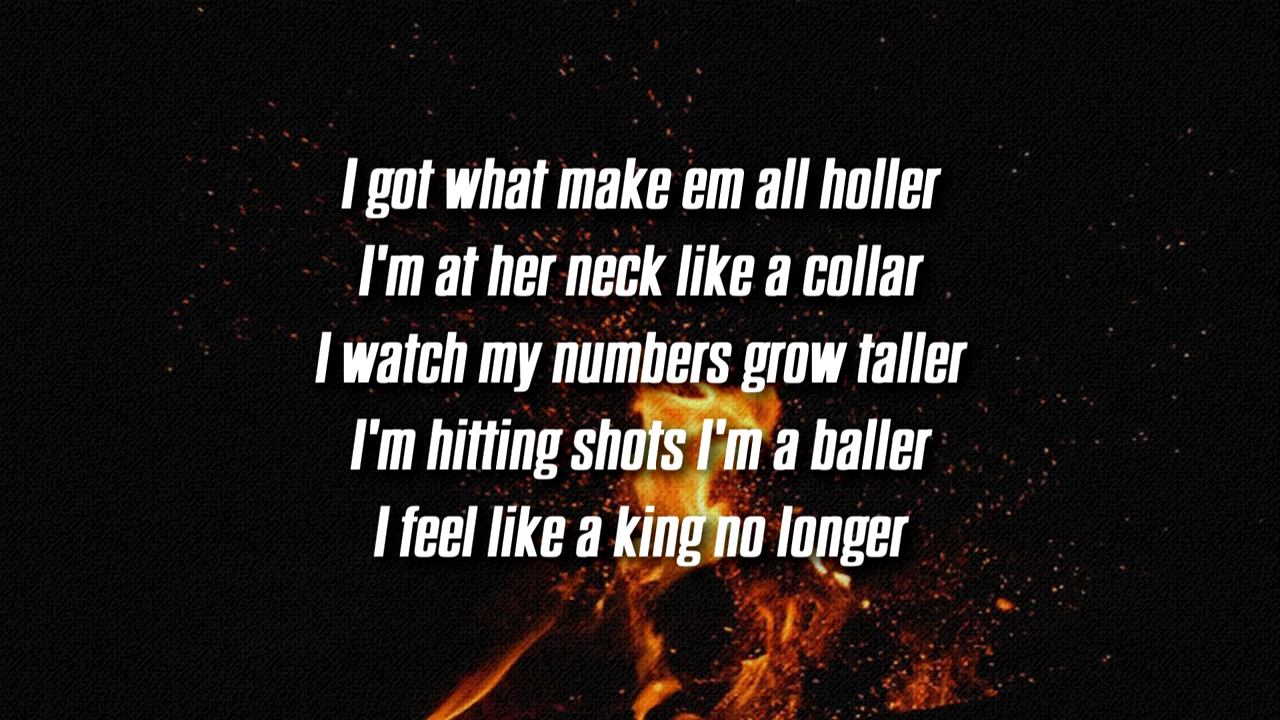 I got what make em all holler
I'm at her neck like a collar
I watch my numbers grow taller
I'm hitting shots I'm a baller
I feel like a king no longer